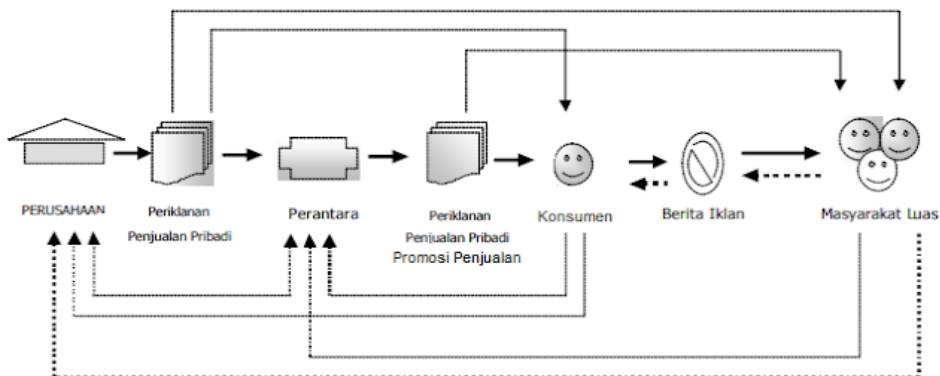 PERUSAHAAN
Periklanan
Penjualan Pribadi
Perantara
Periklanan
Penjualan Pribadi
Promosi Penjualan
Konsumen
Berita Iklan
Masyarakat Luas